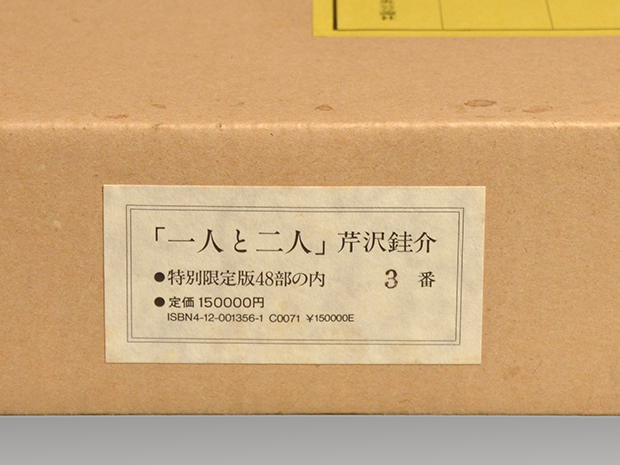 「一人と二人」芹沢銈介
●特別限定版48部の内 3 番
●定価 150000円
ISBN4-12-001356-1 C0071 ¥150000E